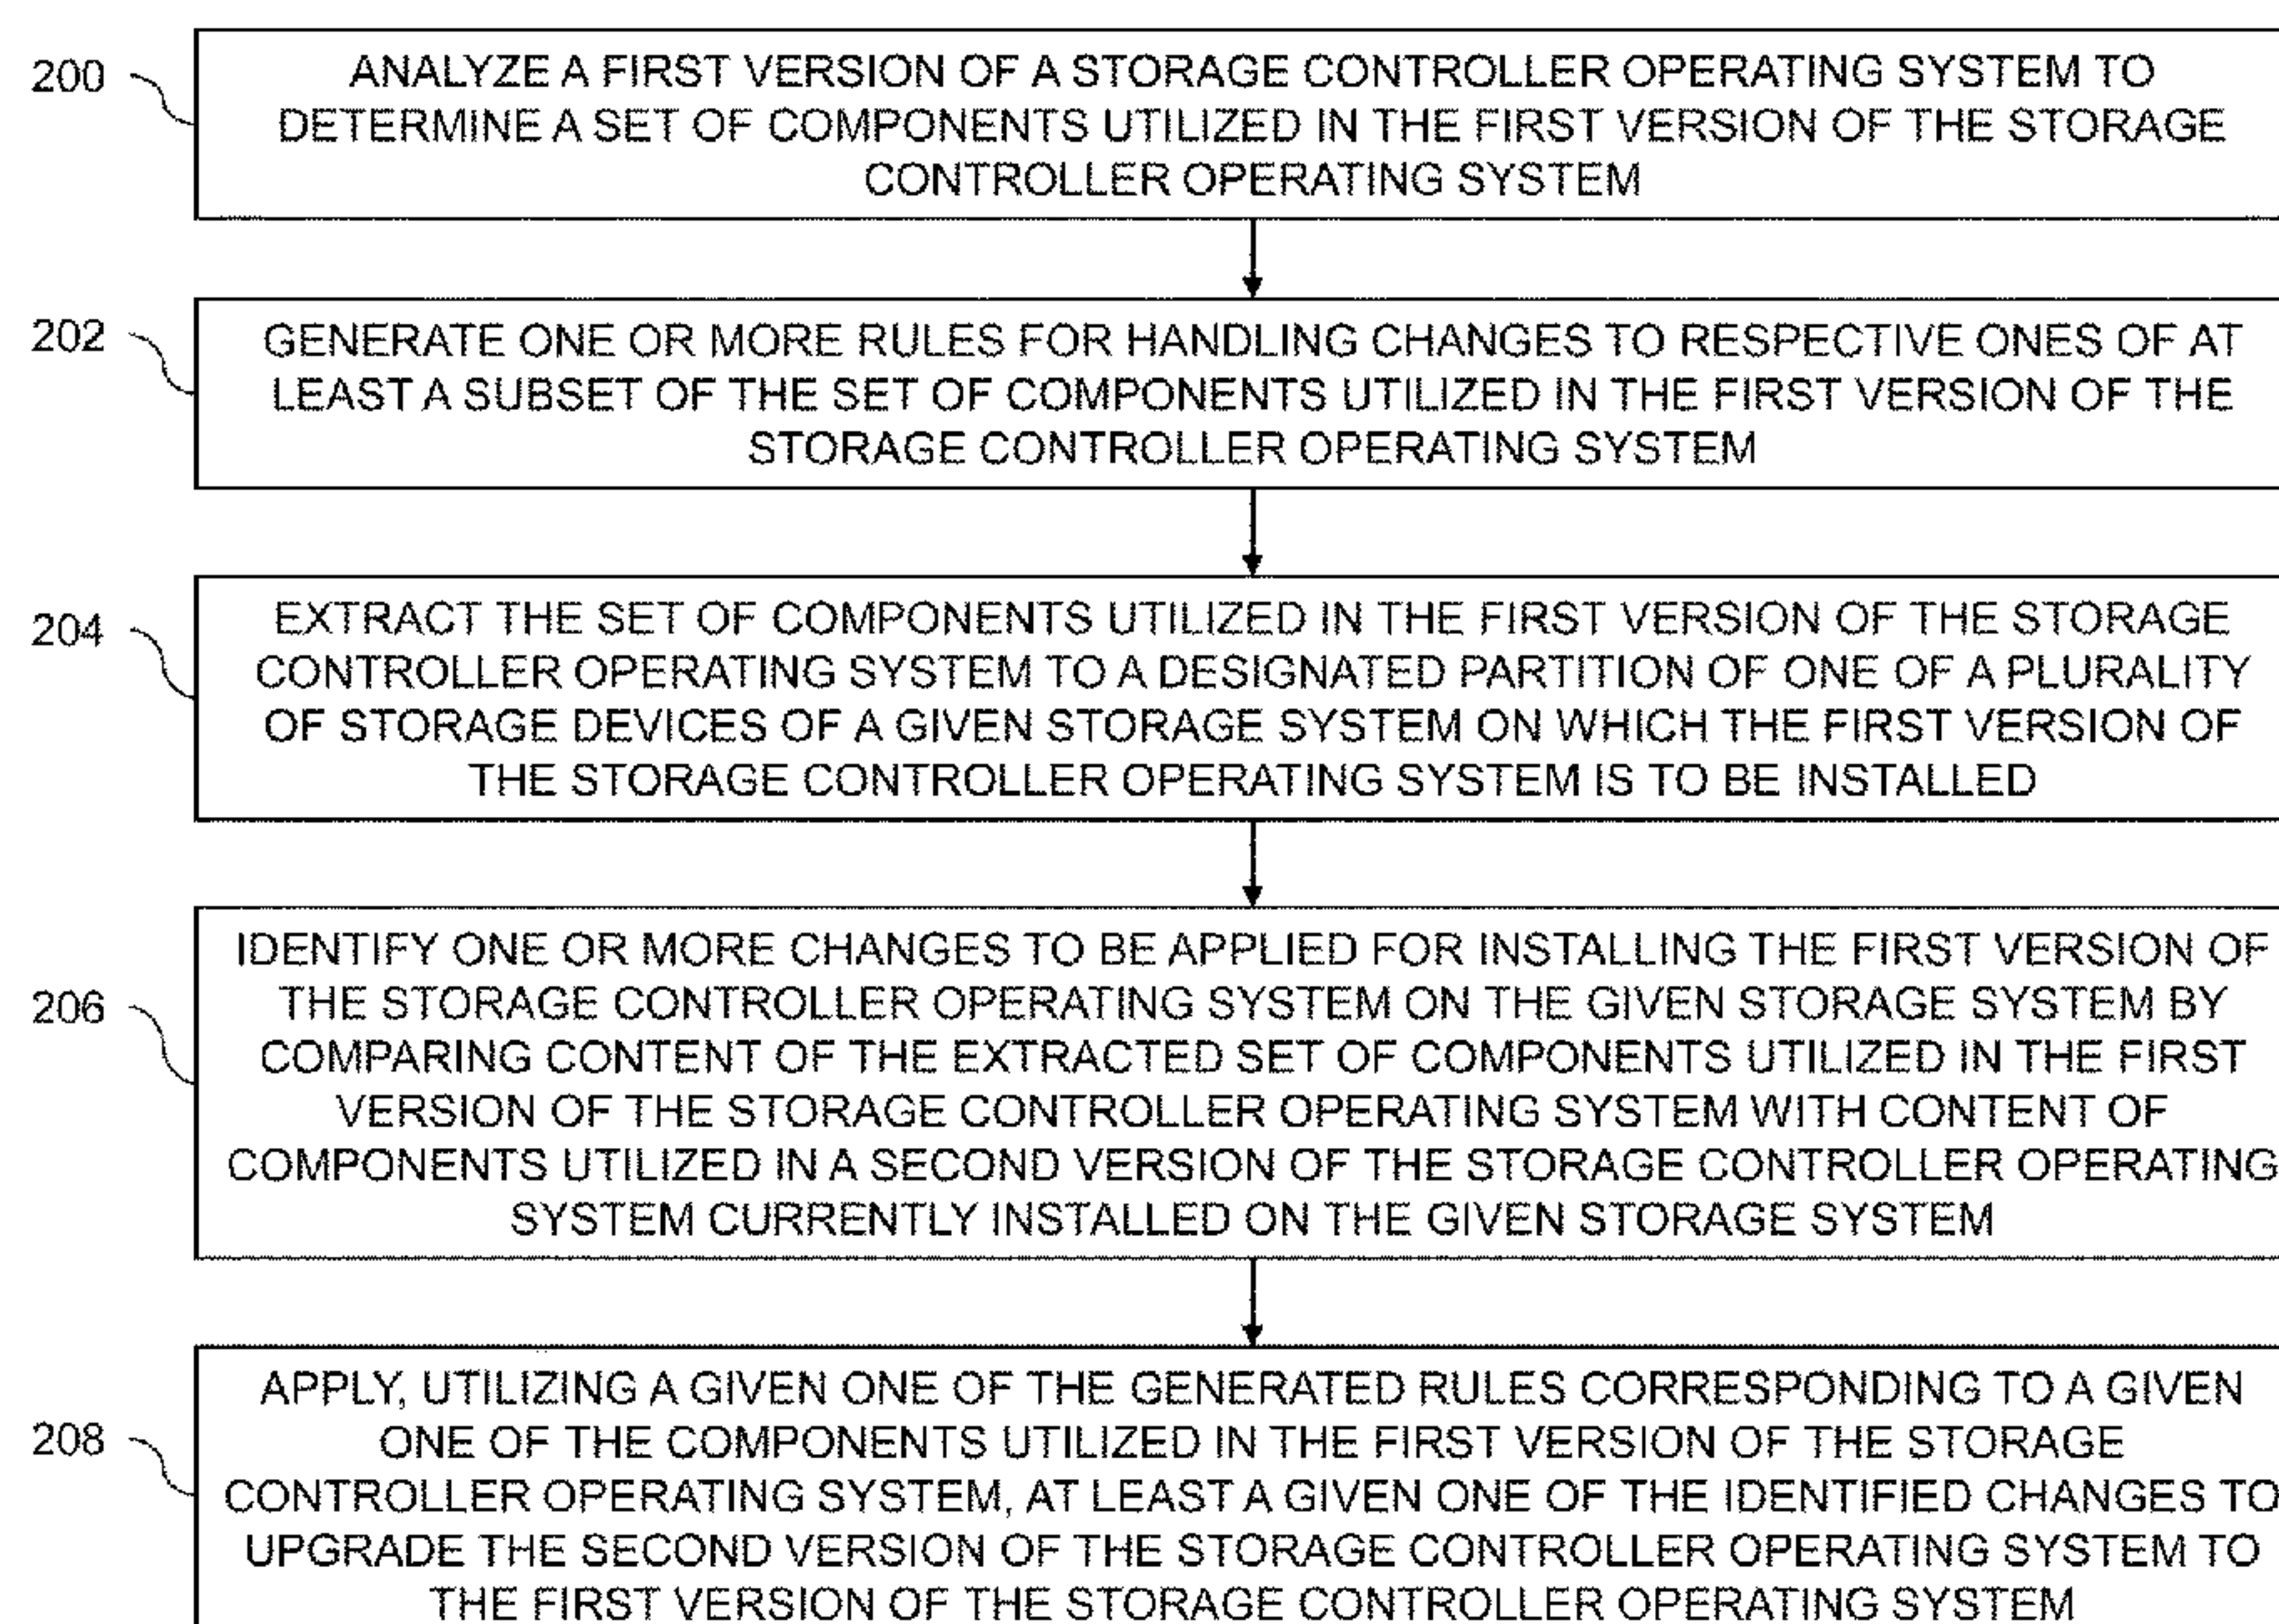 200
ANALYZE A FIRST VERSION OF A STORAGE CONTROLLER OPERATING SYSTEM TO
DETERMINE A SET OF COMPONENTS UTILIZED IN THE FIRST VERSION OF THE STORAGE
CONTROLLER OPERATING SYSTEM
202
GENERATE ONE OR MORE RULES FOR HANDLING CHANGES TO RESPECTIVE ONES OF AT
LEAST A SUBSET OF THE SET OF COMPONENTS UTILIZED IN THE FIRST VERSION OF THE
STORAGE CONTROLLER OPERATING SYSTEM
204
EXTRACT THE SET OF COMPONENTS UTILIZED IN THE FIRST VERSION OF THE STORAGE
CONTROLLER OPERATING SYSTEM TO A DESIGNATED PARTITION OF ONE OF A PLURALITY
OF STORAGE DEVICES OF A GIVEN STORAGE SYSTEM ON WHICH THE FIRST VERSION OF
THE STORAGE CONTROLLER OPERATING SYSTEM IS TO BE INSTALLED
206
IDENTIFY ONE OR MORE CHANGES TO BE APPLIED FOR INSTALLING THE FIRST VERSION OF
THE STORAGE CONTROLLER OPERATING SYSTEM ON THE GIVEN STORAGE SYSTEM BY
COMPARING CONTENT OF THE EXTRACTED SET OF COMPONENTS UTILIZED IN THE FIRST
VERSION OF THE STORAGE CONTROLLER OPERATING SYSTEM WITH CONTENT OF
COMPONENTS UTILIZED IN A SECOND VERSION OF THE STORAGE CONTROLLER OPERATING
SYSTEM CURRENTLY INSTALLED ON THE GIVEN STORAGE SYSTEM
208
APPLY, UTILIZING A GIVEN ONE OF THE GENERATED RULES CORRESPONDING TO A GIVEN
ONE OF THE COMPONENTS UTILIZED IN THE FIRST VERSION OF THE STORAGE
CONTROLLER OPERATING SYSTEM, AT LEAST A GIVEN ONE OF THE IDENTIFIED CHANGES TO
UPGRADE THE SECOND VERSION OF THE STORAGE CONTROLLER OPERATING SYSTEM TO
THE FIRST VERSION OF THE STORAGE CONTROLLER OPERATING SYSTEM